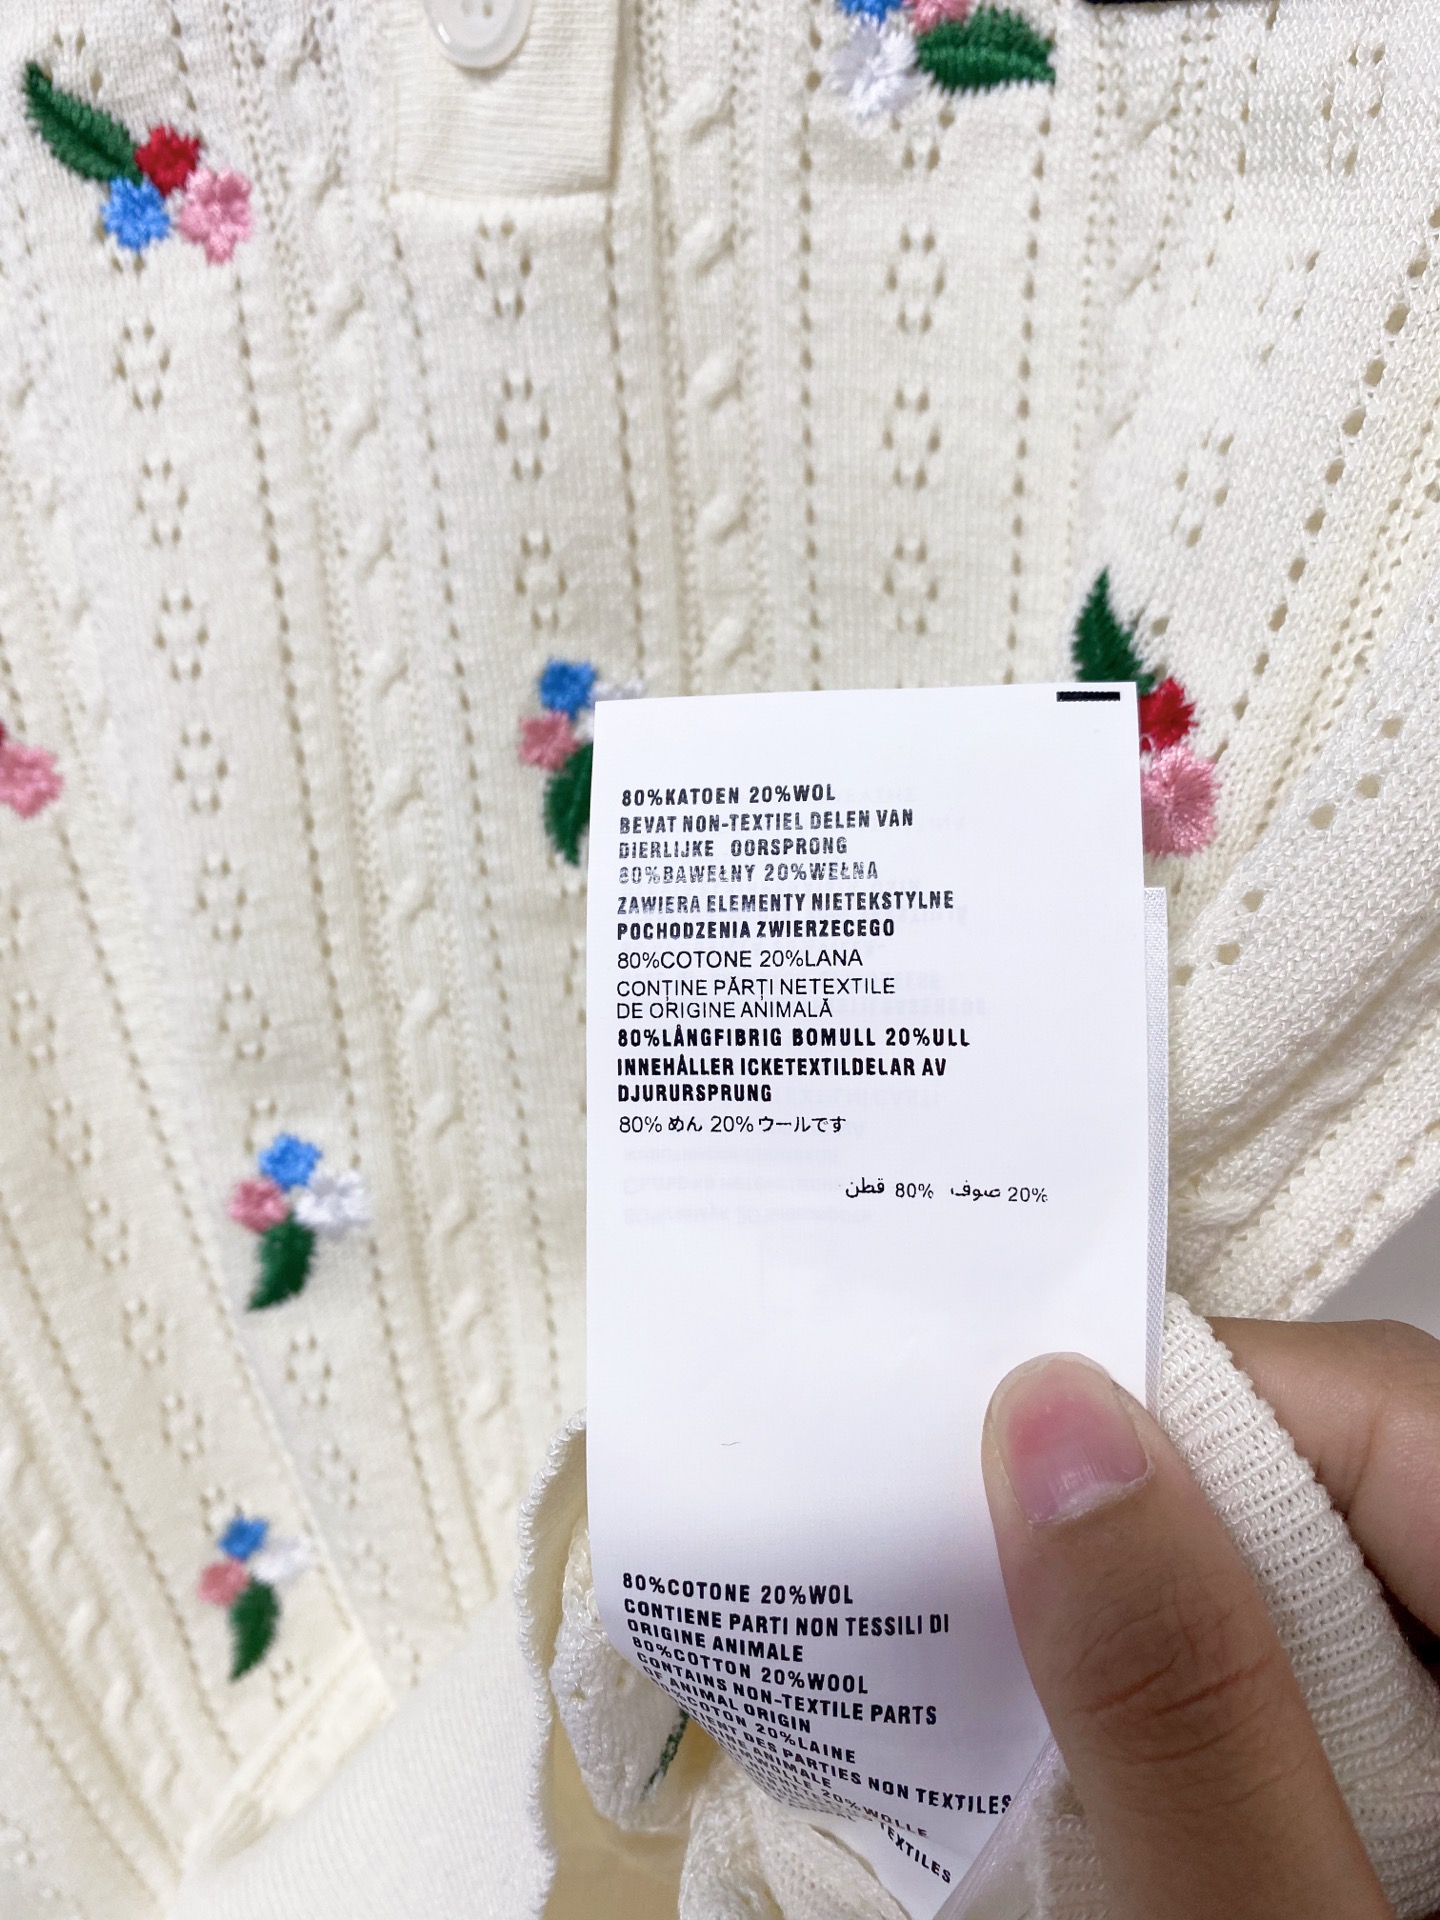 80%KATOEN 20%WOL
BEVAT NON-TEXTIEL DELEN VAN
DIERLIJKE OORSPRONG
80%BAWEŁNY 20%WEŁNA
ZAWIERA ELEMENTY NIETEKSTYLNE
POCHODZENIA ZWIERZECEGO
80%COTONE 20%LANA
CONȚINE PĂRȚI NETEXTILE
DE ORIGINE ANIMALĂ
80%LÅNGFIBRIG BOMULL 20%ULL
INNEHÅLLER ICKETEXTILDELAR AV
DJURURSPRUNG
80% めん 20% ウールです
80% قطن 20% صوف
80%COTONE 20%WOL
CONTIENE PARTI NON TESSILI DI
ORIGINE ANIMALE
80%COTTON 20%WOOL
CONTAINS NON-TEXTILE PARTS
OF ANIMAL ORIGIN
COTON 20%LAINE
DES PARTIES NON TEXTILES
ANIMALE
20%WOLLE